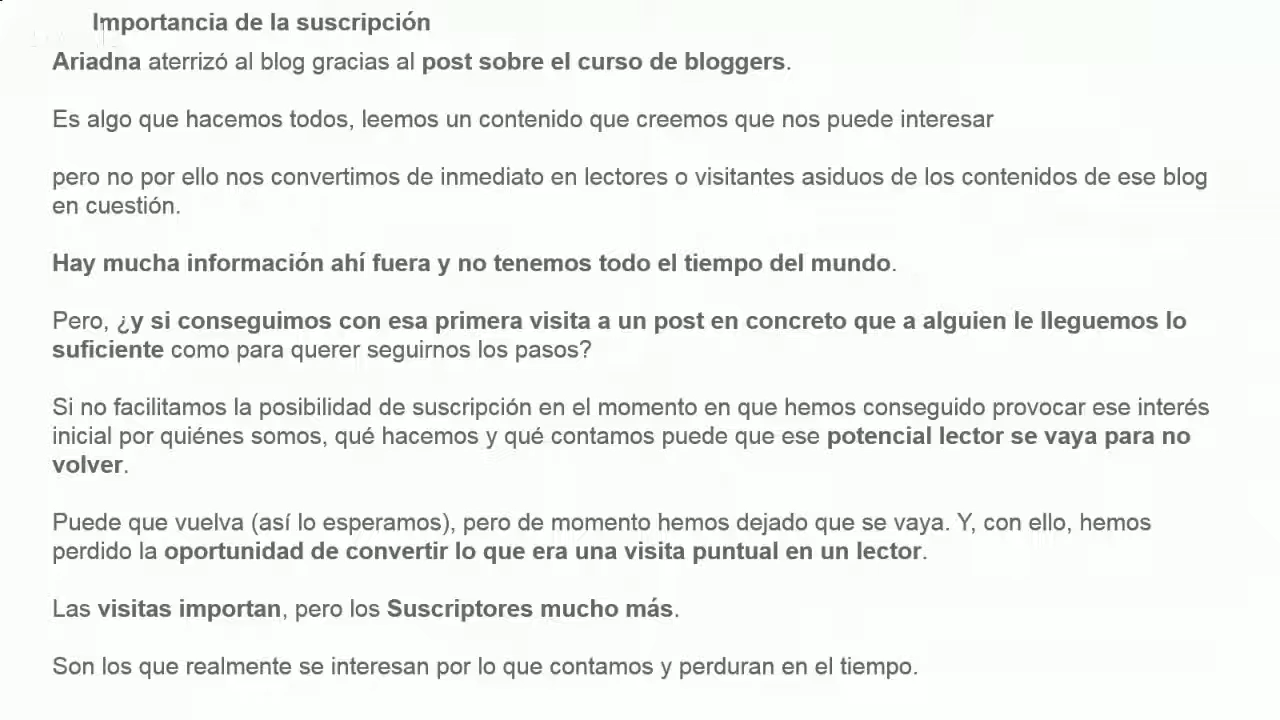 Importancia de la suscripción
Ariadna aterrizó al blog gracias al post sobre el curso de bloggers.
Es algo que hacemos todos, leemos un contenido que creemos que nos puede interesar
pero no por ello nos convertimos de inmediato en lectores o visitantes asiduos de los contenidos de ese blog
en cuestión.
Hay mucha información ahí fuera y no tenemos todo el tiempo del mundo.
Pero, ¿y si conseguimos con esa primera visita a un post en concreto que a alguien le lleguemos lo
suficiente como para querer seguirnos los pasos?
Si no facilitamos la posibilidad de suscripción en el momento en que hemos conseguido provocar ese interés
inicial por quiénes somos, qué hacemos y qué contamos puede que ese potencial lector se vaya para no
volver.
Puede que vuelva (así lo esperamos), pero de momento hemos dejado que se vaya. Y, con ello, hemos
perdido la oportunidad de convertir lo que era una visita puntual en un lector.
Las visitas importan, pero los Suscriptores mucho más.
Son los que realmente se interesan por lo que contamos y perduran en el tiempo.